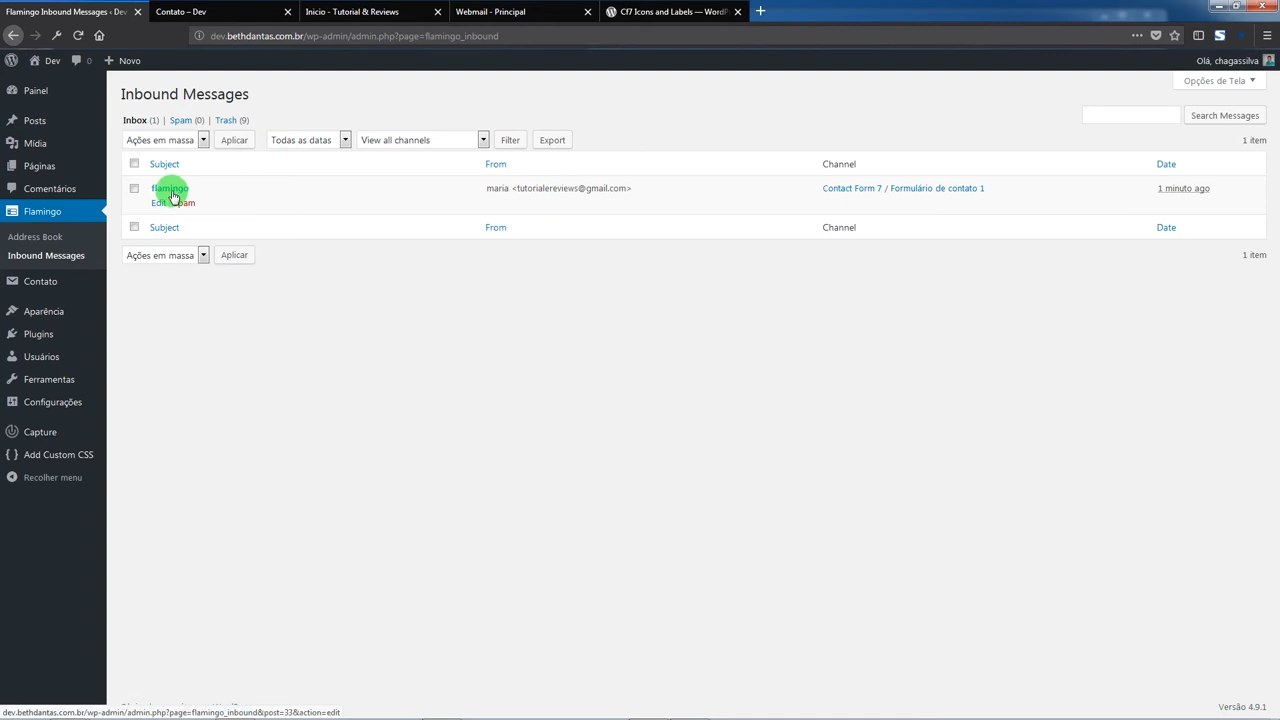 Flamingo Inbound Messages ‹ Dev
Contato – Dev
Inicio - Tutorial & Reviews
Webmail - Principal
Cf7 Icons and Labels — WordP
dev.bethdantas.com.br/wp-admin/admin.php?page=flamingo_inbound
Dev
0
Novo
Olá, chagassilva
Painel
Posts
Mídia
Páginas
Comentários
Flamingo
Address Book
Inbound Messages
Contato
Aparência
Plugins
Usuários
Ferramentas
Configurações
Capture
Add Custom CSS
Recolher menu
Opções de Tela
Inbound Messages
Inbox (1) | Spam (0) | Trash (9)
Search Messages
Ações em massa Aplicar Todas as datas View all channels Filter Export 1 item
Subject From Channel Date
flamingo maria <tutorialereviews@gmail.com> Contact Form 7 / Formulário de contato 1 1 minuto ago
Edit Spam
Subject From Channel Date
Ações em massa Aplicar 1 item
Versão 4.9.1
dev.bethdantas.com.br/wp-admin/admin.php?page=flamingo_inbound&post=33&action=edit